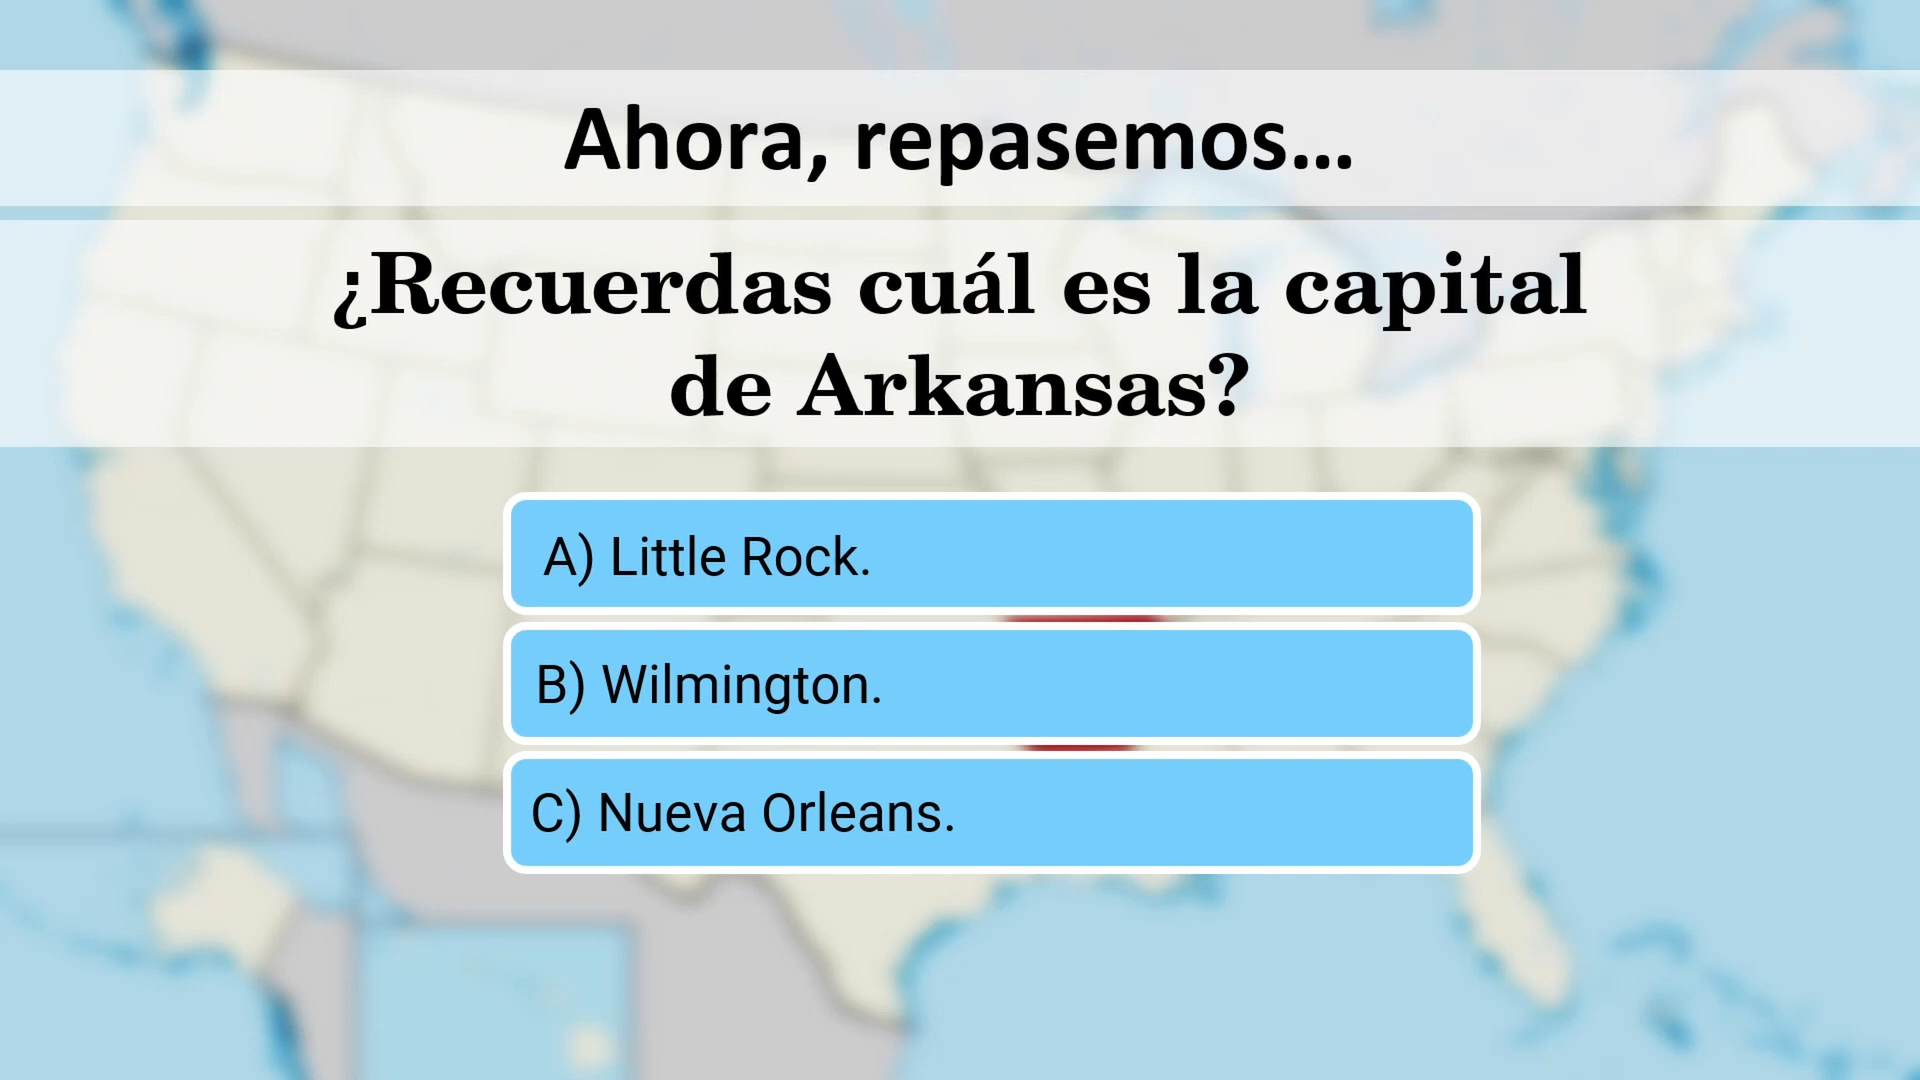 Ahora, repasemos...
¿Recuerdas cuál es la capital
de Arkansas?
A) Little Rock.
B) Wilmington.
C) Nueva Orleans.